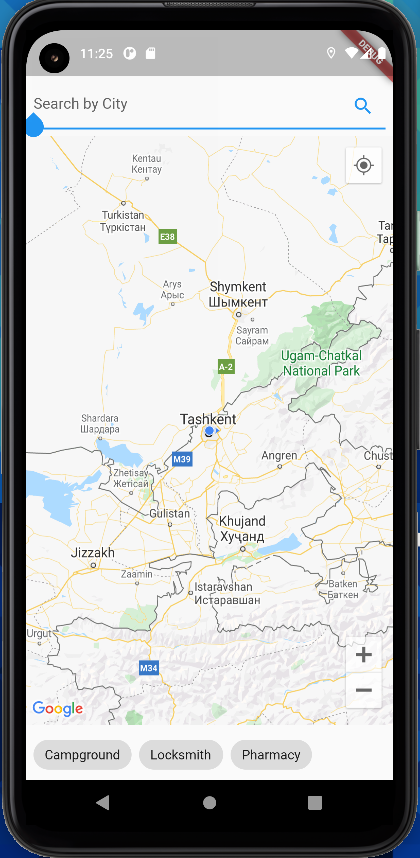 11:25
DEBUG
Search by City
Kentau
Кентау
Turkistan
Түркістан
E38
Arys
Арыс
Shymkent
Шымкент
Sayram
Сайрам
Ugam-Chatkal
National Park
A-2
Shardara
Шардара
Tashkent
M39
Angren
Chust
Zhetisay
Жетісай
Gulistan
Khujand
Хучанд
Jizzakh
Zaamin
Istaravshan
Истаравшан
Batken
Баткен
Urgut
M34
Google
Campground
Locksmith
Pharmacy